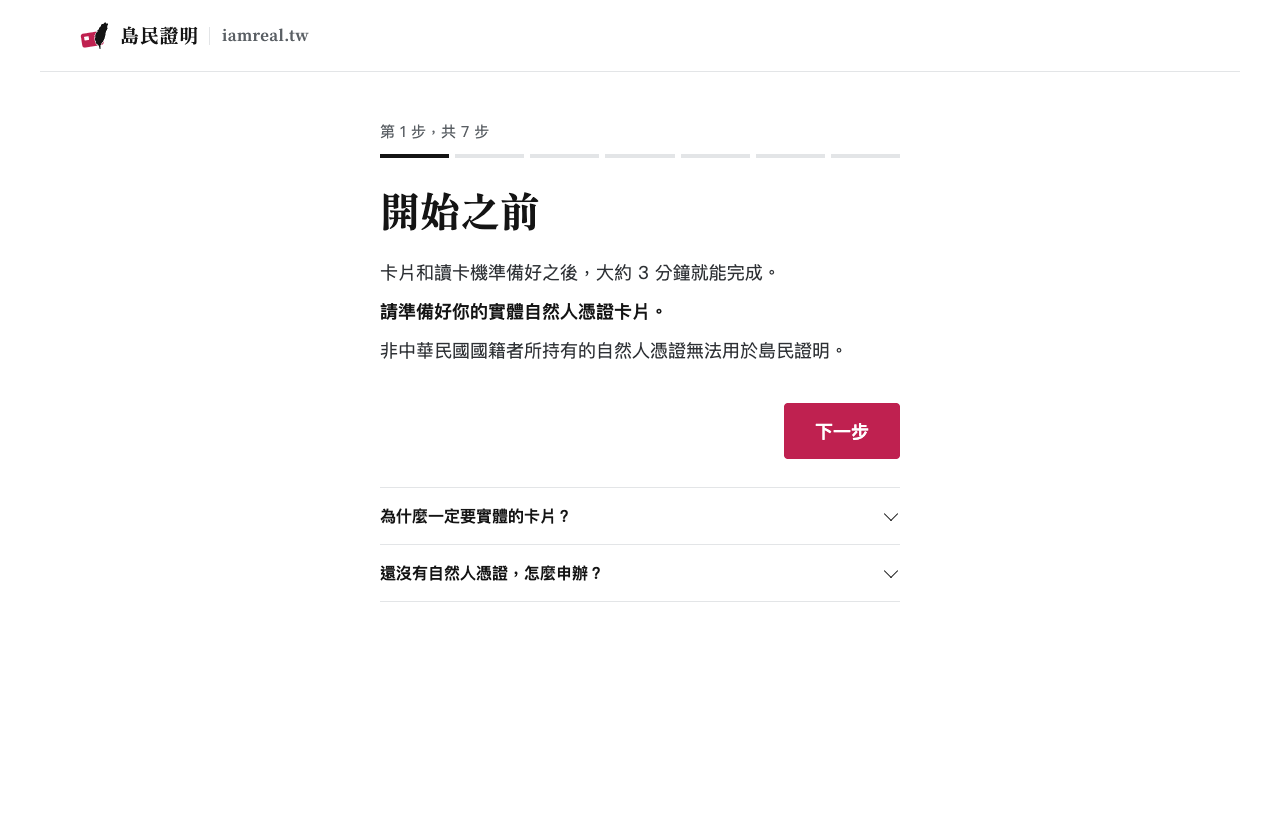 島民證明 iamreal.tw
第 1 步，共 7 步
開始之前
卡片和讀卡機準備好之後，大約 3 分鐘就能完成。
請準備好你的實體自然人憑證卡片。
非中華民國國籍者所持有的自然人憑證無法用於島民證明。
下一步
為什麼一定要實體的卡片？
還沒有自然人憑證，怎麼申辦？